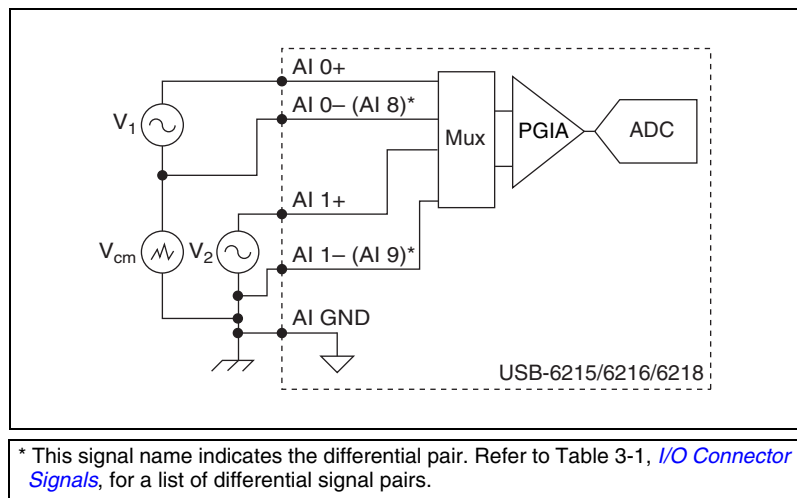 AI 0+
AI 0– (AI 8)*
V1
Mux
PGIA
ADC
AI 1+
Vcm
V2
AI 1– (AI 9)*
AI GND
USB-6215/6216/6218
* This signal name indicates the differential pair. Refer to Table 3-1, I/O Connector
Signals, for a list of differential signal pairs.